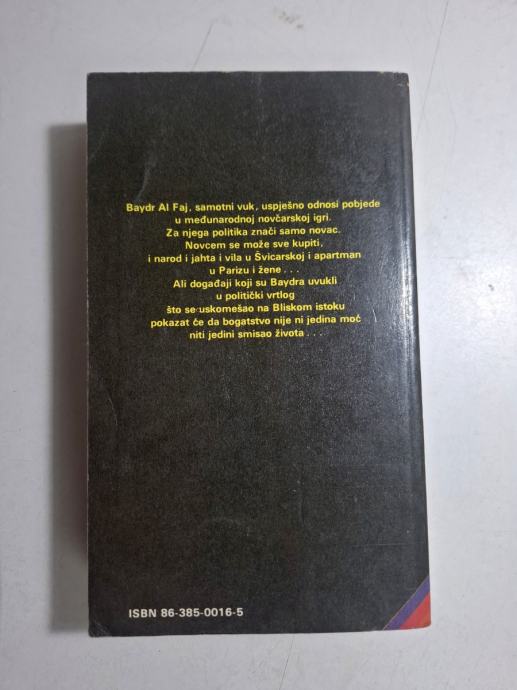 Baydr Al Faj, samotni vuk, uspješno odnosi pobjede
u međunarodnoj novčarskoj igri.
Za njega politika znači samo novac.
Novcem se može sve kupiti,
i narod i jahta i vila u Švicarskoj i apartman
u Parizu i žene . . .
Ali događaji koji su Baydra uvukli
u politički vrtlog
što se uskomešao na Bliskom istoku
pokazat će da bogatstvo nije ni jedina moć
niti jedini smisao života . . .
ISBN 86-385-0016-5